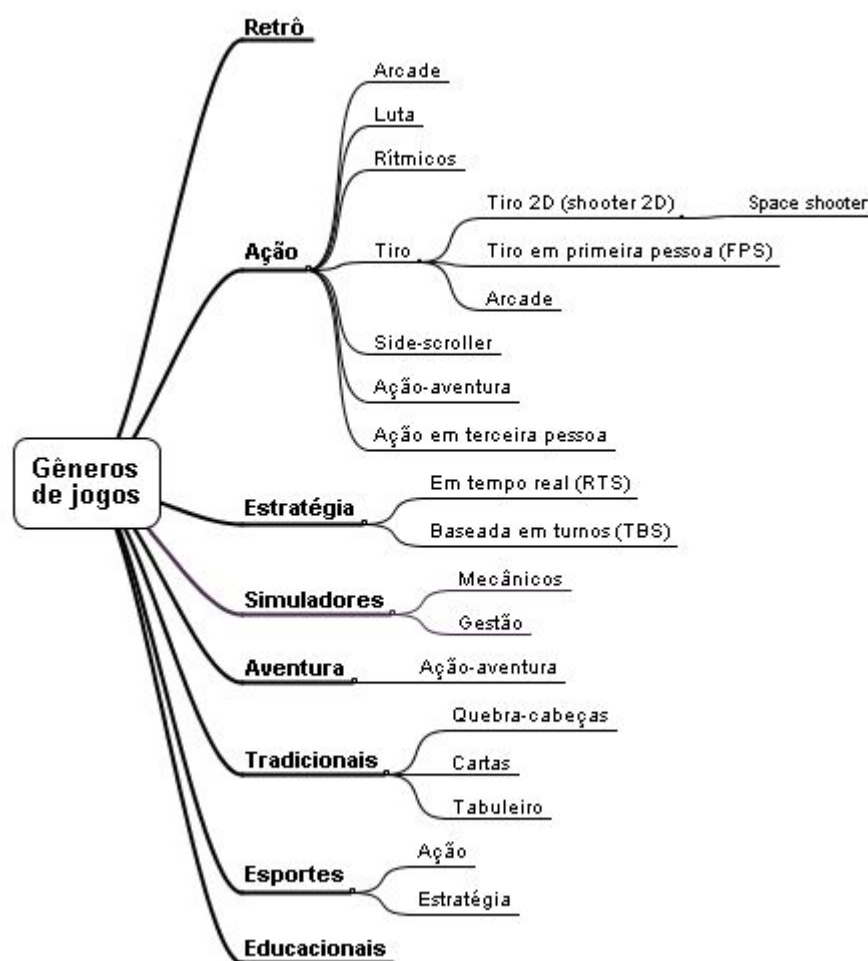 Gêneros
de jogos
Retrô
Ação
Arcade
Luta
Rítmicos
Tiro
Tiro 2D (shooter 2D)
Space shooter
Tiro em primeira pessoa (FPS)
Arcade
Side-scroller
Ação-aventura
Ação em terceira pessoa
Estratégia
Em tempo real (RTS)
Baseada em turnos (TBS)
Simuladores
Mecânicos
Gestão
Aventura
Ação-aventura
Tradicionais
Quebra-cabeças
Cartas
Tabuleiro
Esportes
Ação
Estratégia
Educacionais